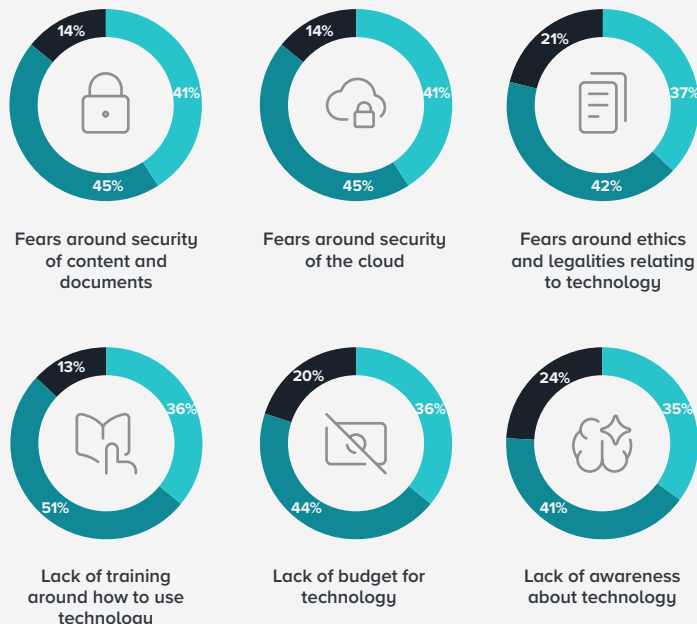 14%
41%
45%
Fears around security
of content and
documents
14%
41%
45%
Fears around security
of the cloud
21%
37%
42%
Fears around ethics
and legalities relating
to technology
13%
36%
51%
Lack of training
around how to use
technology
20%
36%
44%
Lack of budget for
technology
24%
35%
41%
Lack of awareness
about technology